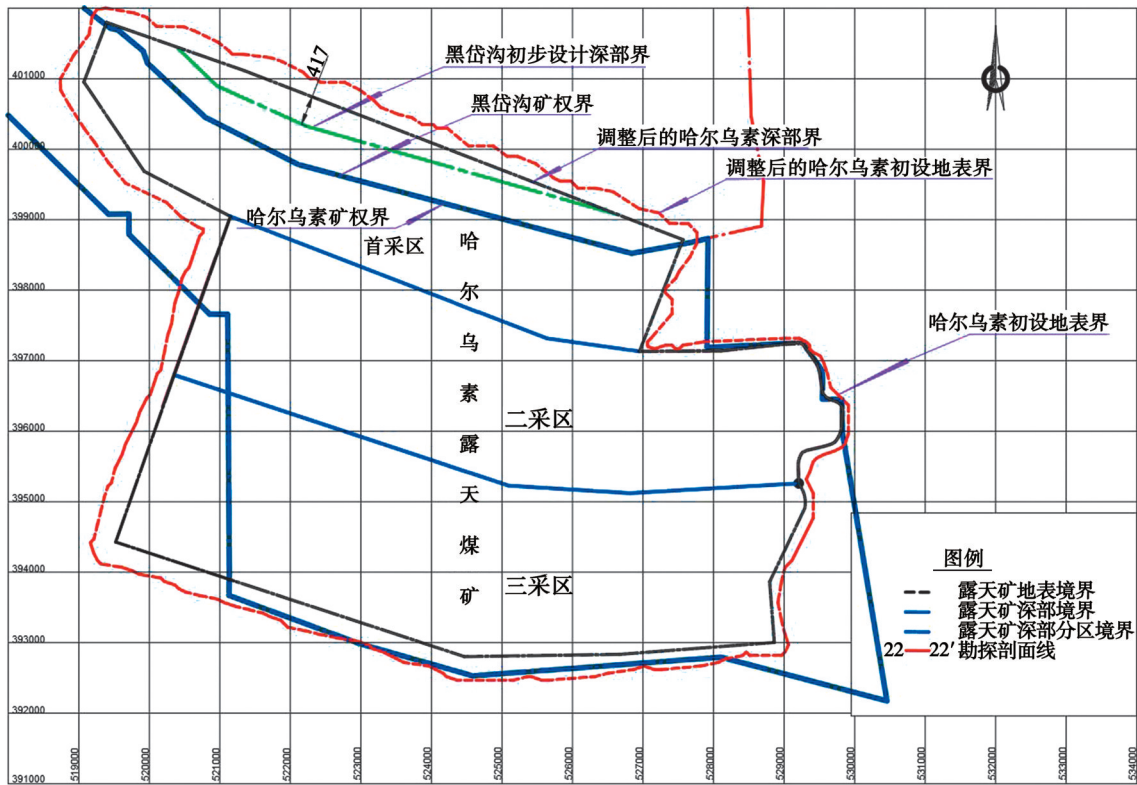 黑岱沟初步设计深部界
417
401000
黑岱沟矿权界
调整后的哈尔乌素深部界
400000
调整后的哈尔乌素初设地表界
399000
哈尔乌素矿权界
首采区
哈
尔
乌
素
露
天
煤
矿
398000
哈尔乌素初设地表界
397000
二采区
396000
395000
394000
三采区
393000
392000
391000
图例
露天矿地表境界
露天矿深部境界
露天矿深部分区境界
22 22′勘探剖面线
519000
520000
521000
522000
523000
524000
525000
526000
527000
528000
529000
530000
531000
532000
533000
534000